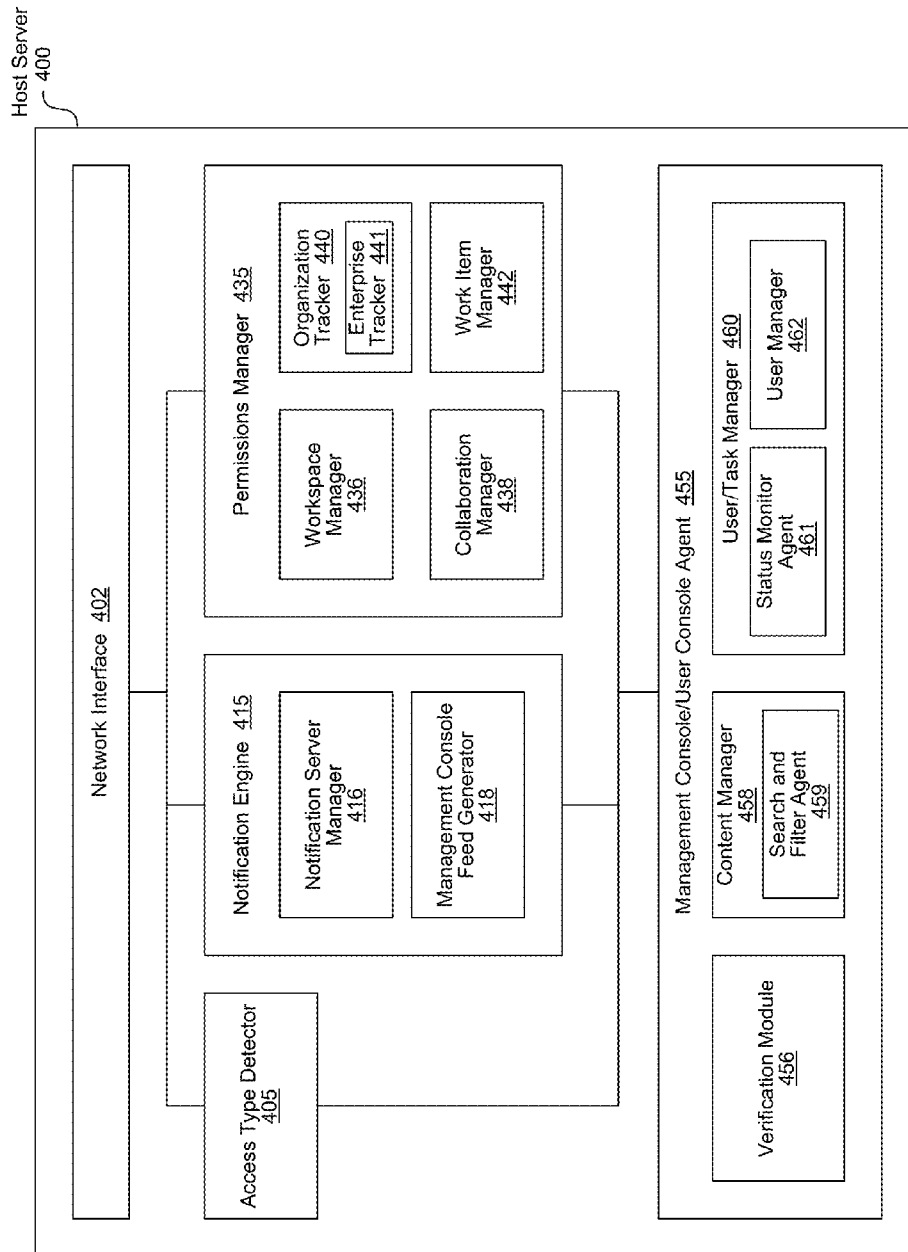 Host Server
400
Network Interface 402
Access Type Detector
405
Notification Engine 415
Notification Server
Manager
416
Management Console
Feed Generator
418
Permissions Manager 435
Workspace
Manager
436
Organization
Tracker 440
Enterprise
Tracker 441
Collaboration
Manager
438
Work Item
Manager
442
Management Console/User Console Agent 455
Verification Module
456
Content Manager
458
Search and
Filter Agent
459
User/Task Manager 460
Status Monitor
Agent
461
User Manager
462